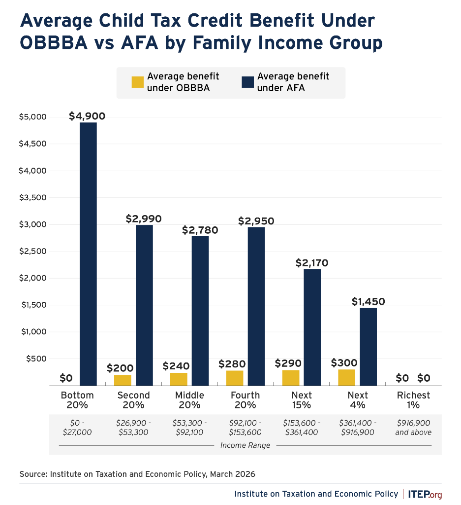 Average Child Tax Credit Benefit Under
OBBBA vs AFA by Family Income Group
Average benefit
under OBBBA
Average benefit
under AFA
$5,000
$4,500
$4,000
$3,500
$3,000
$2,500
$2,000
$1,500
$1,000
$500
$0
$4,900
$200
$2,990
$240
$2,780
$280
$2,950
$290
$2,170
$300
$1,450
$0
$0
Bottom
20%
Second
20%
Middle
20%
Fourth
20%
Next
15%
Next
4%
Richest
1%
$0 -
$27,000
$26,900 -
$53,300
$53,300 -
$92,100
$92,100 -
$153,600
$153,600 -
$361,400
$361,400 -
$916,900
$916,900
and above
Income Range
Source: Institute on Taxation and Economic Policy, March 2026
Institute on Taxation and Economic Policy | ITEP.org